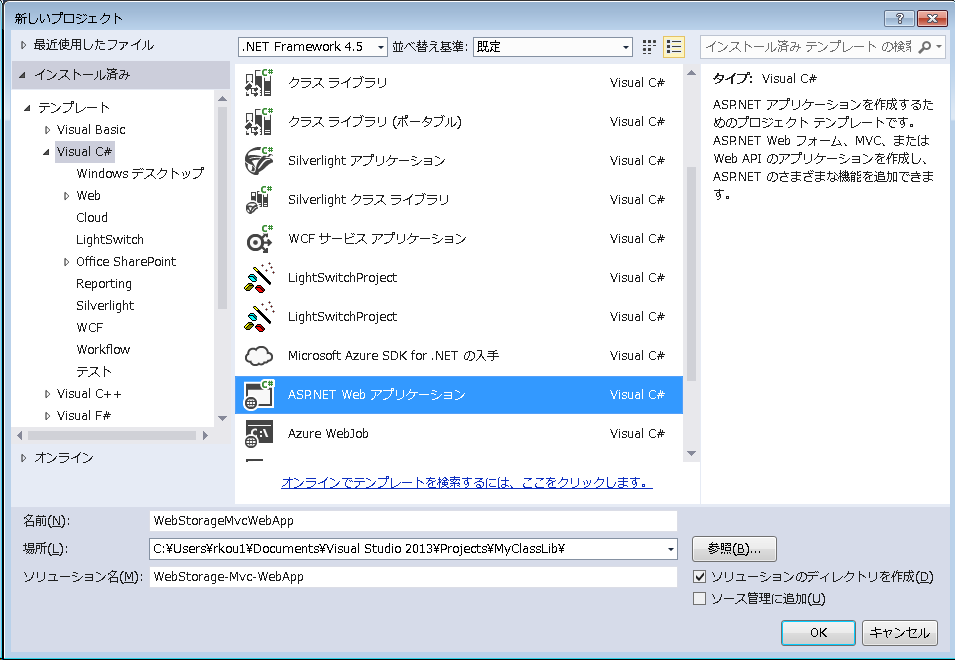 新しいプロジェクト
最近使用したファイル
.NET Framework 4.5 並べ替え基準: 既定
インストール済み テンプレート の検索
インストール済み
テンプレート
Visual Basic
Visual C#
Windows デスクトップ
Web
Cloud
LightSwitch
Office SharePoint
Reporting
Silverlight
WCF
Workflow
テスト
Visual C++
Visual F#
オンライン
クラス ライブラリ Visual C#
クラス ライブラリ (ポータブル) Visual C#
Silverlight アプリケーション Visual C#
Silverlight クラス ライブラリ Visual C#
WCF サービス アプリケーション Visual C#
LightSwitchProject Visual C#
LightSwitchProject Visual C#
Microsoft Azure SDK for .NET の入手 Visual C#
ASP.NET Web アプリケーション Visual C#
Azure WebJob Visual C#
オンラインでテンプレートを検索するには、ここをクリックします。
タイプ: Visual C#
ASP.NET アプリケーションを作成するた
めのプロジェクト テンプレートです。
ASP.NET Web フォーム、MVC、または
Web API のアプリケーションを作成し、
ASP.NET のさまざまな機能を追加できま
す。
名前(N): WebStorageMvcWebApp
場所(L): C:¥Users¥rkou1¥Documents¥Visual Studio 2013¥Projects¥MyClassLib¥ 参照(B)...
ソリューション名(M): WebStorage-Mvc-WebApp
ソリューションのディレクトリを作成(D)
ソース管理に追加(U)
OK キャンセル